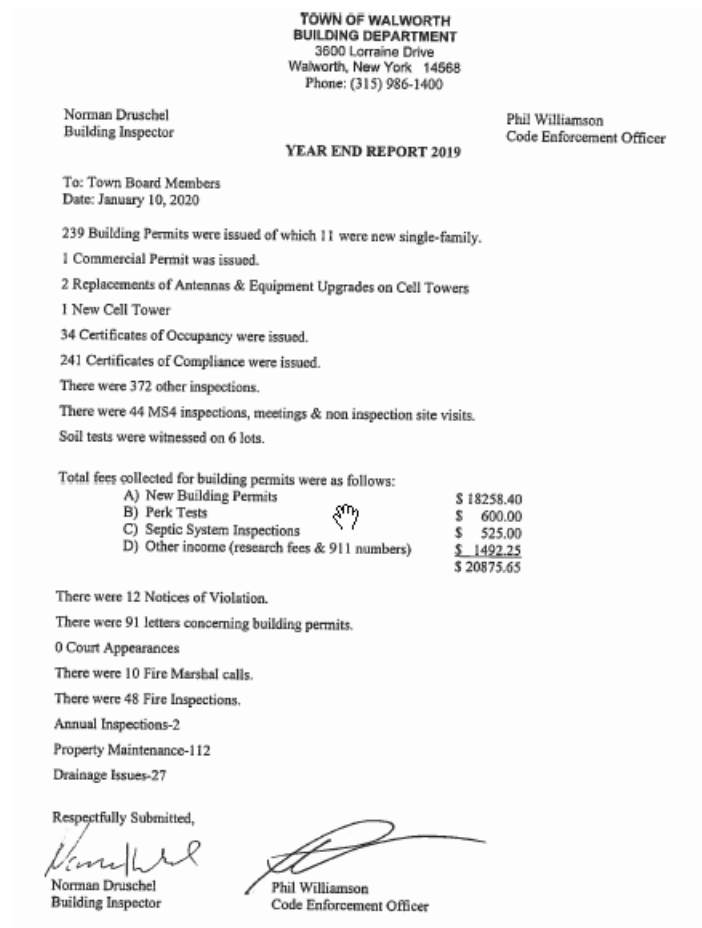 TOWN OF WALWORTH
BUILDING DEPARTMENT
3600 Lorraine Drive
Walworth, New York 14568
Phone: (315) 986-1400
Norman Druschel
Building Inspector
Phil Williamson
Code Enforcement Officer
YEAR END REPORT 2019
To: Town Board Members
Date: January 10, 2020
239 Building Permits were issued of which 11 were new single-family.
1 Commercial Permit was issued.
2 Replacements of Antennas & Equipment Upgrades on Cell Towers
1 New Cell Tower
34 Certificates of Occupancy were issued.
241 Certificates of Compliance were issued.
There were 372 other inspections.
There were 44 MS4 inspections, meetings & non inspection site visits.
Soil tests were witnessed on 6 lots.
Total fees collected for building permits were as follows:
A) New Building Permits $ 18258.40
B) Perk Tests $ 600.00
C) Septic System Inspections $ 525.00
D) Other income (research fees & 911 numbers) $ 1492.25
$ 20875.65
There were 12 Notices of Violation.
There were 91 letters concerning building permits.
0 Court Appearances
There were 10 Fire Marshal calls.
There were 48 Fire Inspections.
Annual Inspections-2
Property Maintenance-112
Drainage Issues-27
Respectfully Submitted,
Norman Druschel
Building Inspector
Phil Williamson
Code Enforcement Officer